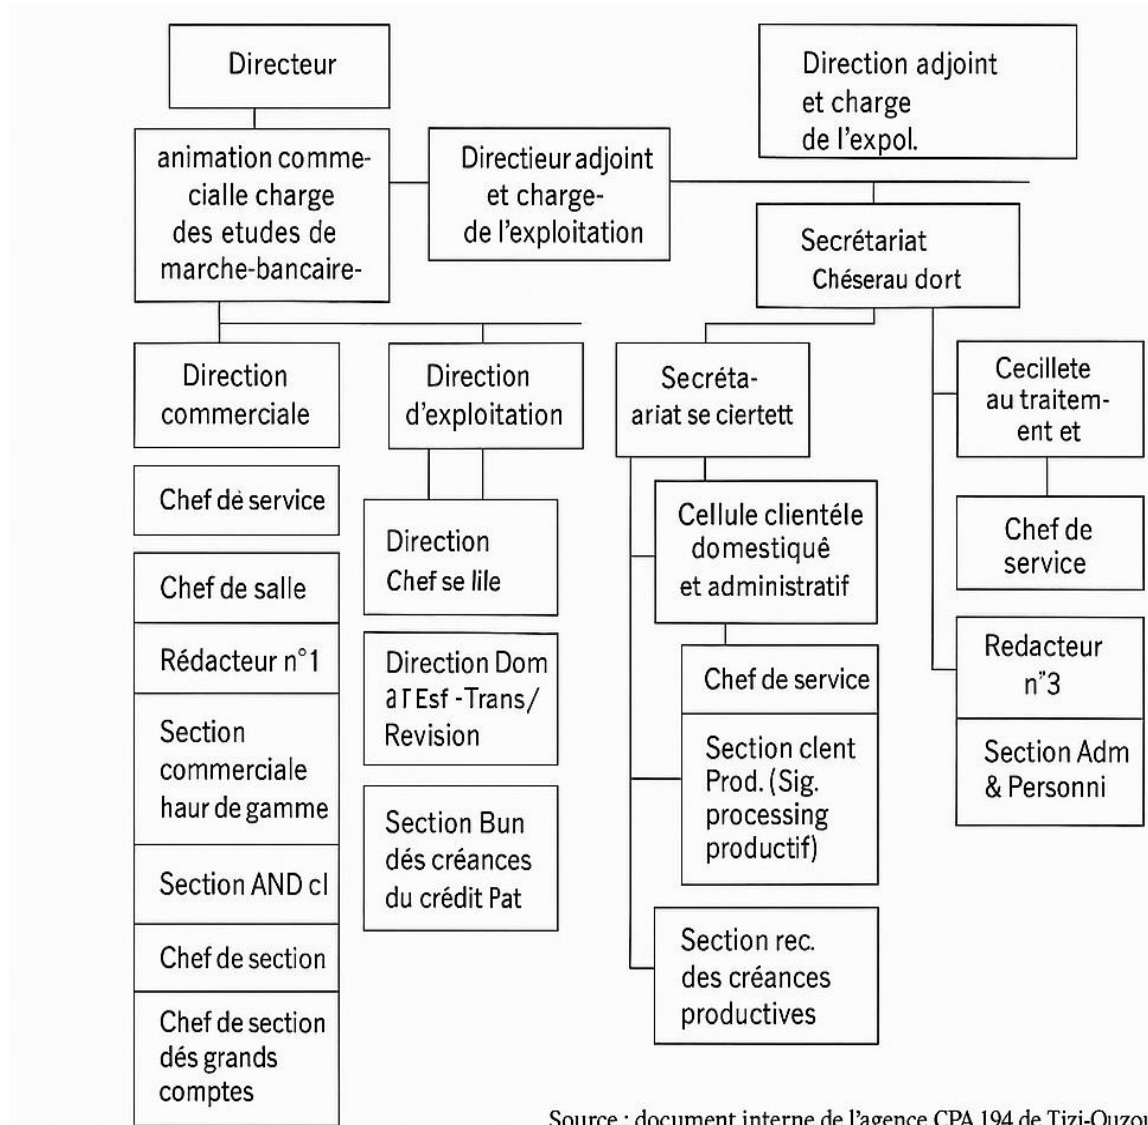 Directeur
Direction adjoint
et charge
de l'expol.
animation comme-
cialle charge
des etudes de
marche-bancaire-
Directieur adjoint
et charge-
de l'exploitation
Secrétariat
Chéserau dort
Direction
commerciale
Direction
d'exploitation
Secréta-
ariat se ciertett
Cecillete
au traitem-
ent et
Chef de service
Chef de salle
Rédacteur n°1
Section
commerciale
haur de gamme
Section AND cl
Chef de section
Chef de section
dés grands
comptes
Direction
Chef se lile
Direction Dom
a l'Esf -Trans/
Revision
Section Bun
dés créances
du crédit Pat
Cellule clientéle
domestiquê
et administratif
Chef de service
Section clent
Prod. (Sig.
processing
productif)
Section rec.
des créances
productives
Chef de
service
Redacteur
n°3
Section Adm
& Personni
Source : document interne de l'agence CPA 194 de Tizi-Ouzou